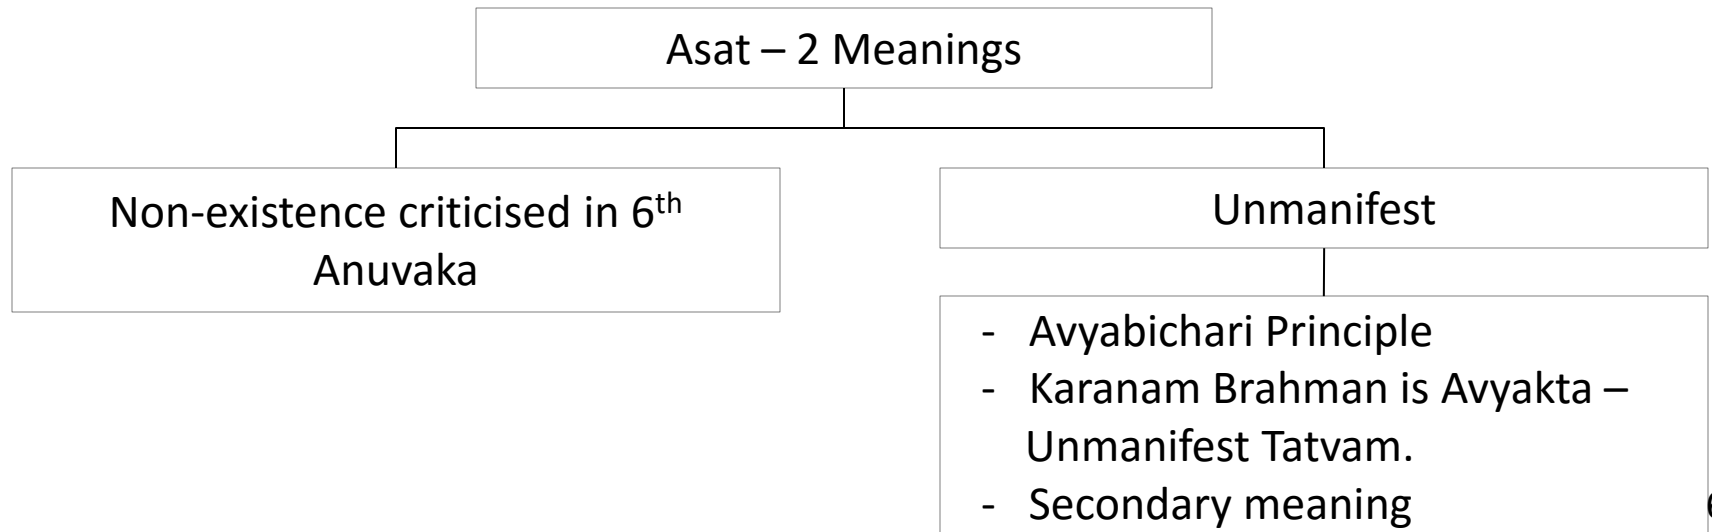 Asat – 2 Meanings
Non-existence criticised in 6th
Anuvaka
Unmanifest
- Avyabichari Principle
- Karanam Brahman is Avyakta –
Unmanifest Tatvam.
- Secondary meaning